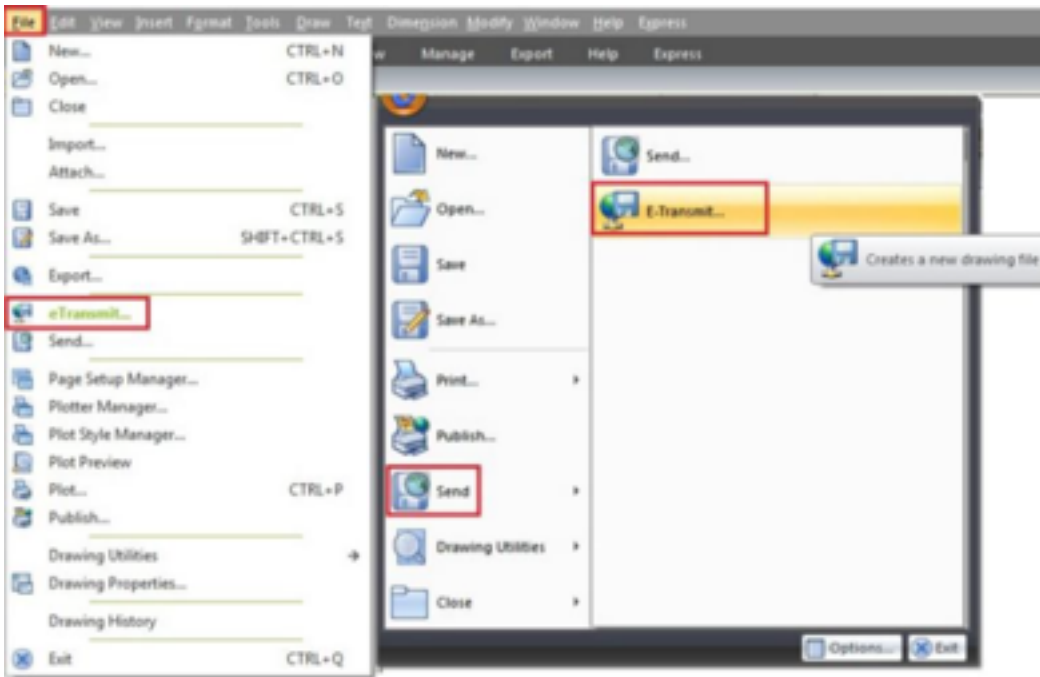 File Edit View Insert Format Tools Draw Text Dimension Modify Window Help Express
w Manage Export Help Express
New... CTRL+N
Open... CTRL+O
Close
Import...
Attach...
Save CTRL+S
Save As... SHIFT+CTRL+S
Export...
eTransmit...
Send...
Page Setup Manager...
Plotter Manager...
Plot Style Manager...
Plot Preview
Plot... CTRL+P
Publish...
Drawing Utilities
Drawing Properties...
Drawing History
Exit CTRL+Q
New...
Open...
Save
Save As...
Print...
Publish...
Send
Drawing Utilities
Close
Send...
E-Transmit...
Creates a new drawing file
Options... Exit